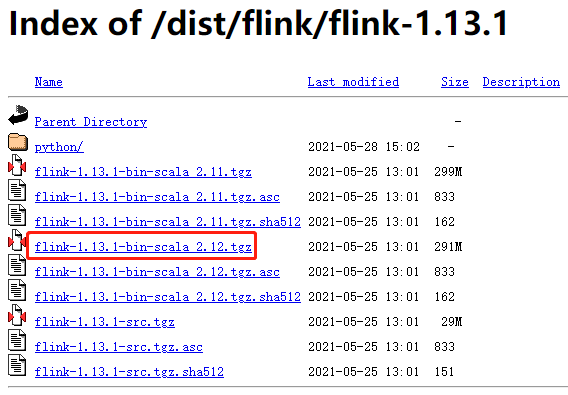 Index of /dist/flink/flink-1.13.1
Name Last modified Size Description
Parent Directory -
python/ 2021-05-28 15:02 -
flink-1.13.1-bin-scala_2.11.tgz 2021-05-25 13:01 299M
flink-1.13.1-bin-scala_2.11.tgz.asc 2021-05-25 13:01 833
flink-1.13.1-bin-scala_2.11.tgz.sha512 2021-05-25 13:01 162
flink-1.13.1-bin-scala_2.12.tgz 2021-05-25 13:01 291M
flink-1.13.1-bin-scala_2.12.tgz.asc 2021-05-25 13:01 833
flink-1.13.1-bin-scala_2.12.tgz.sha512 2021-05-25 13:01 162
flink-1.13.1-src.tgz 2021-05-25 13:01 29M
flink-1.13.1-src.tgz.asc 2021-05-25 13:01 833
flink-1.13.1-src.tgz.sha512 2021-05-25 13:01 151